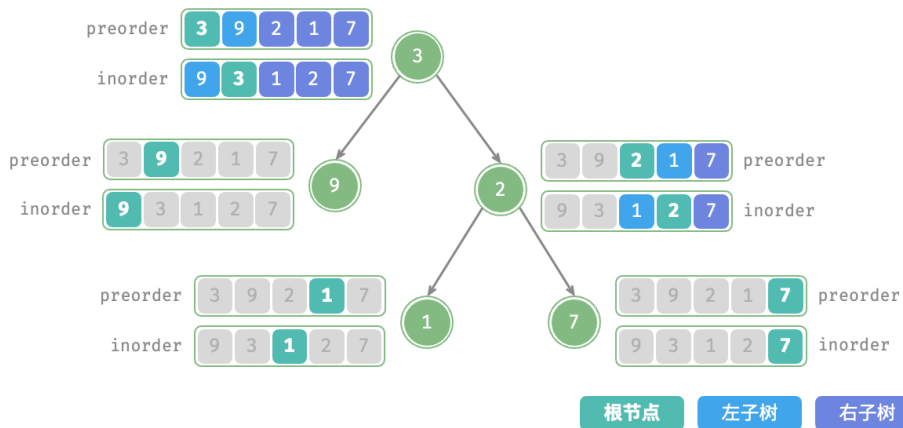 preorder 3 9 2 1 7
inorder 9 3 1 2 7
3
preorder 3 9 2 1 7
inorder 9 3 1 2 7
9
2
3 9 2 1 7 preorder
9 3 1 2 7 inorder
preorder 3 9 2 1 7
inorder 9 3 1 2 7
1
7
3 9 2 1 7 preorder
9 3 1 2 7 inorder
根节点 左子树 右子树